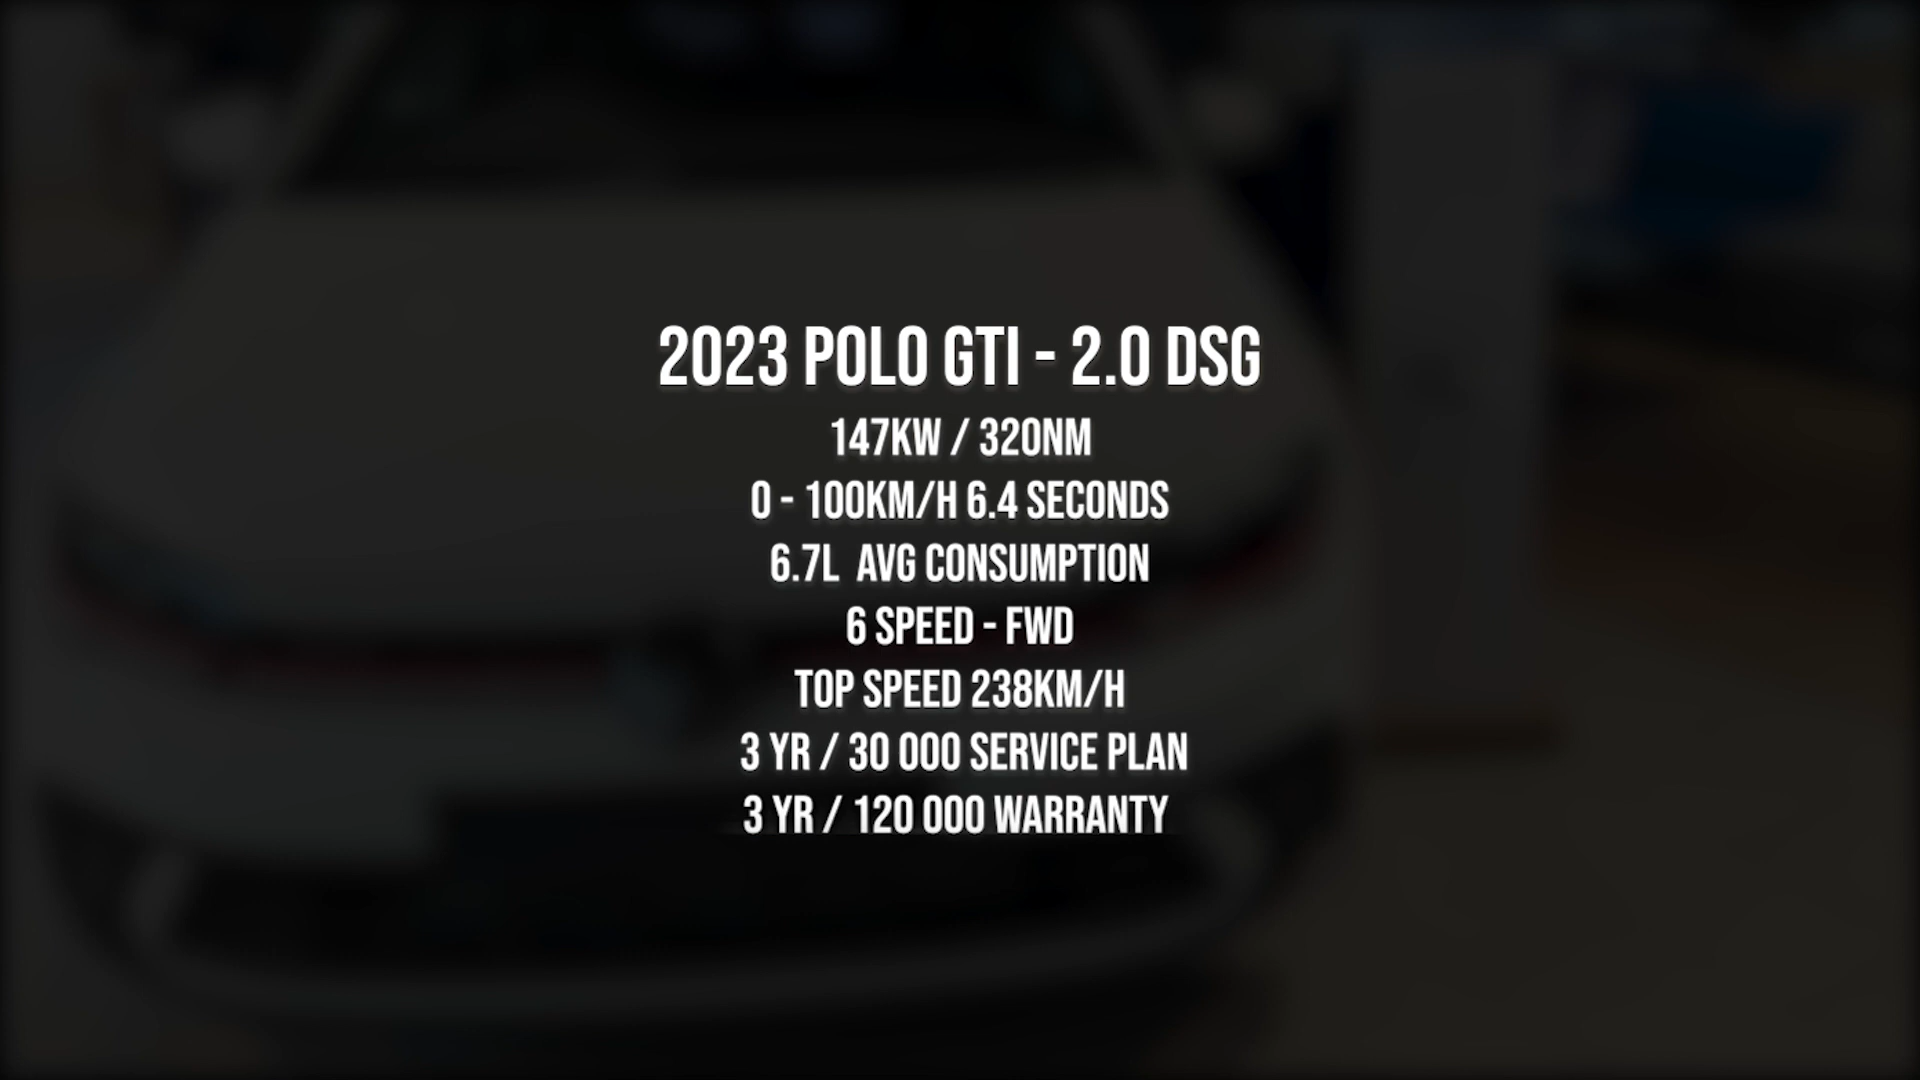 2023 POLO GTI - 2.0 DSG
147KW / 320NM
0 - 100KM/H 6.4 SECONDS
6.7L AVG CONSUMPTION
6 SPEED - FWD
TOP SPEED 238KM/H
3 YR / 30 000 SERVICE PLAN
3 YR / 120 000 WARRANTY